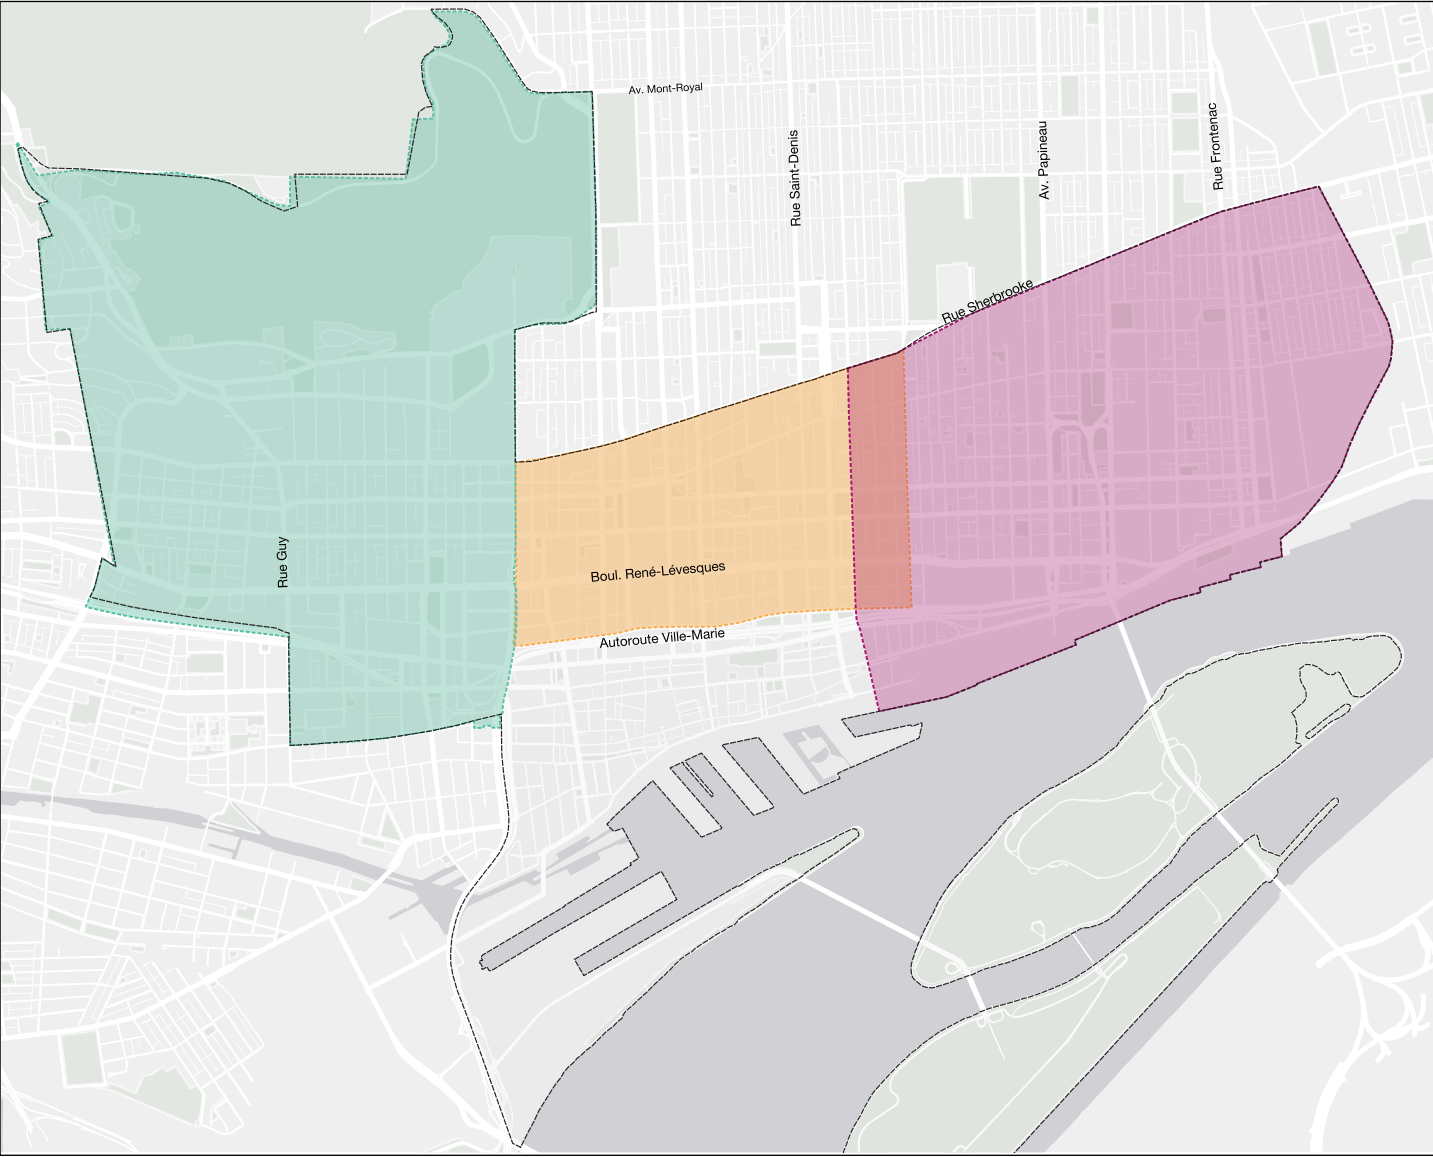 Av. Mont-Royal
Rue Saint-Denis
Av. Papineau
Rue Frontenac
Rue Sherbrooke
Rue Guy
Boul. René-Lévesques
Autoroute Ville-Marie